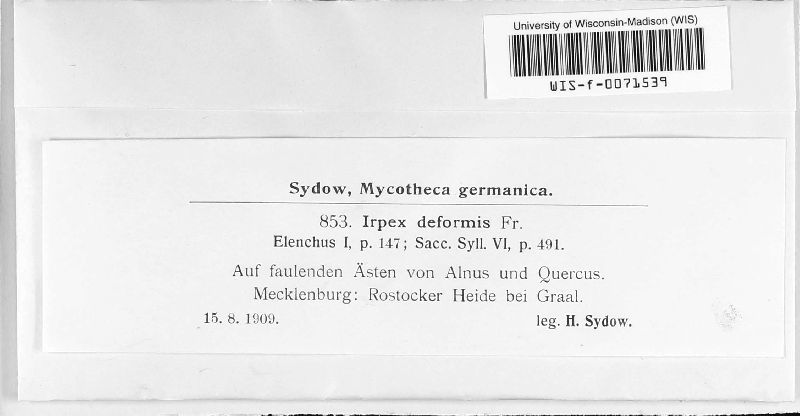 University of Wisconsin-Madison (WIS)
WIS-f-0071539
Sydow, Mycotheca germanica.
853. Irpex deformis Fr.
Elenchus I, p. 147; Sacc. Syll. VI, p. 491.
Auf faulenden Ästen von Alnus und Quercus.
Mecklenburg: Rostocker Heide bei Graal.
15. 8. 1909. leg. H. Sydow.